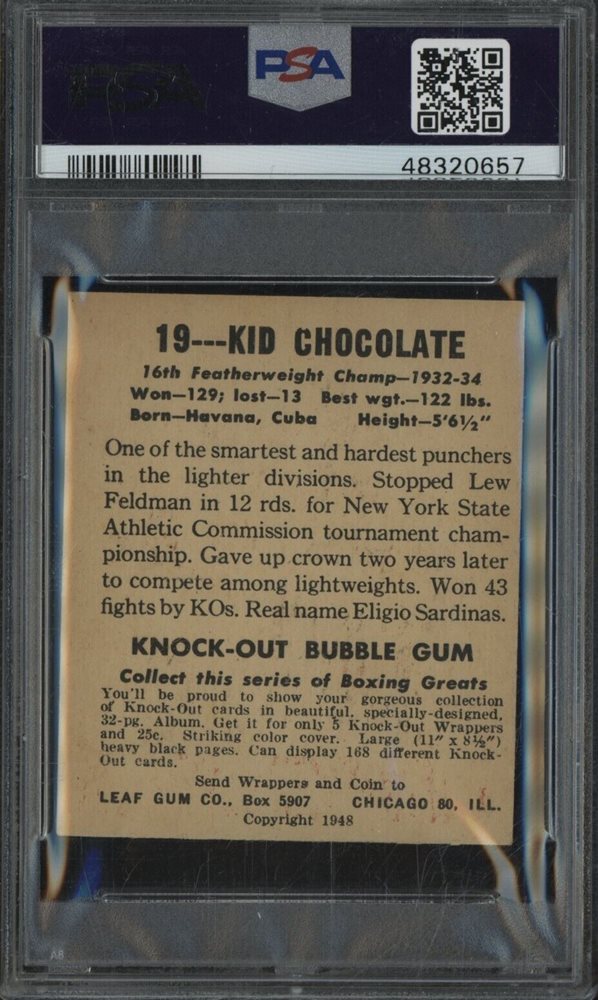 PSA
PSA
48320657
19---KID CHOCOLATE
16th Featherweight Champ—1932-34
Won—129; lost—13 Best wgt.—122 lbs.
Born—Havana, Cuba Height—5'6½"
One of the smartest and hardest punchers
in the lighter divisions. Stopped Lew
Feldman in 12 rds. for New York State
Athletic Commission tournament cham-
pionship. Gave up crown two years later
to compete among lightweights. Won 43
fights by KOs. Real name Eligio Sardinas.
KNOCK-OUT BUBBLE GUM
Collect this series of Boxing Greats
You'll be proud to show your gorgeous collection
of Knock-Out cards in beautiful, specially-designed,
32-pg. Album. Get it for only 5 Knock-Out Wrappers
and 25c. Striking color cover. Large (11" x 8½")
heavy black pages. Can display 168 different Knock-
Out cards.
Send Wrappers and Coin to
LEAF GUM CO., Box 5907 CHICAGO 80, ILL.
Copyright 1948